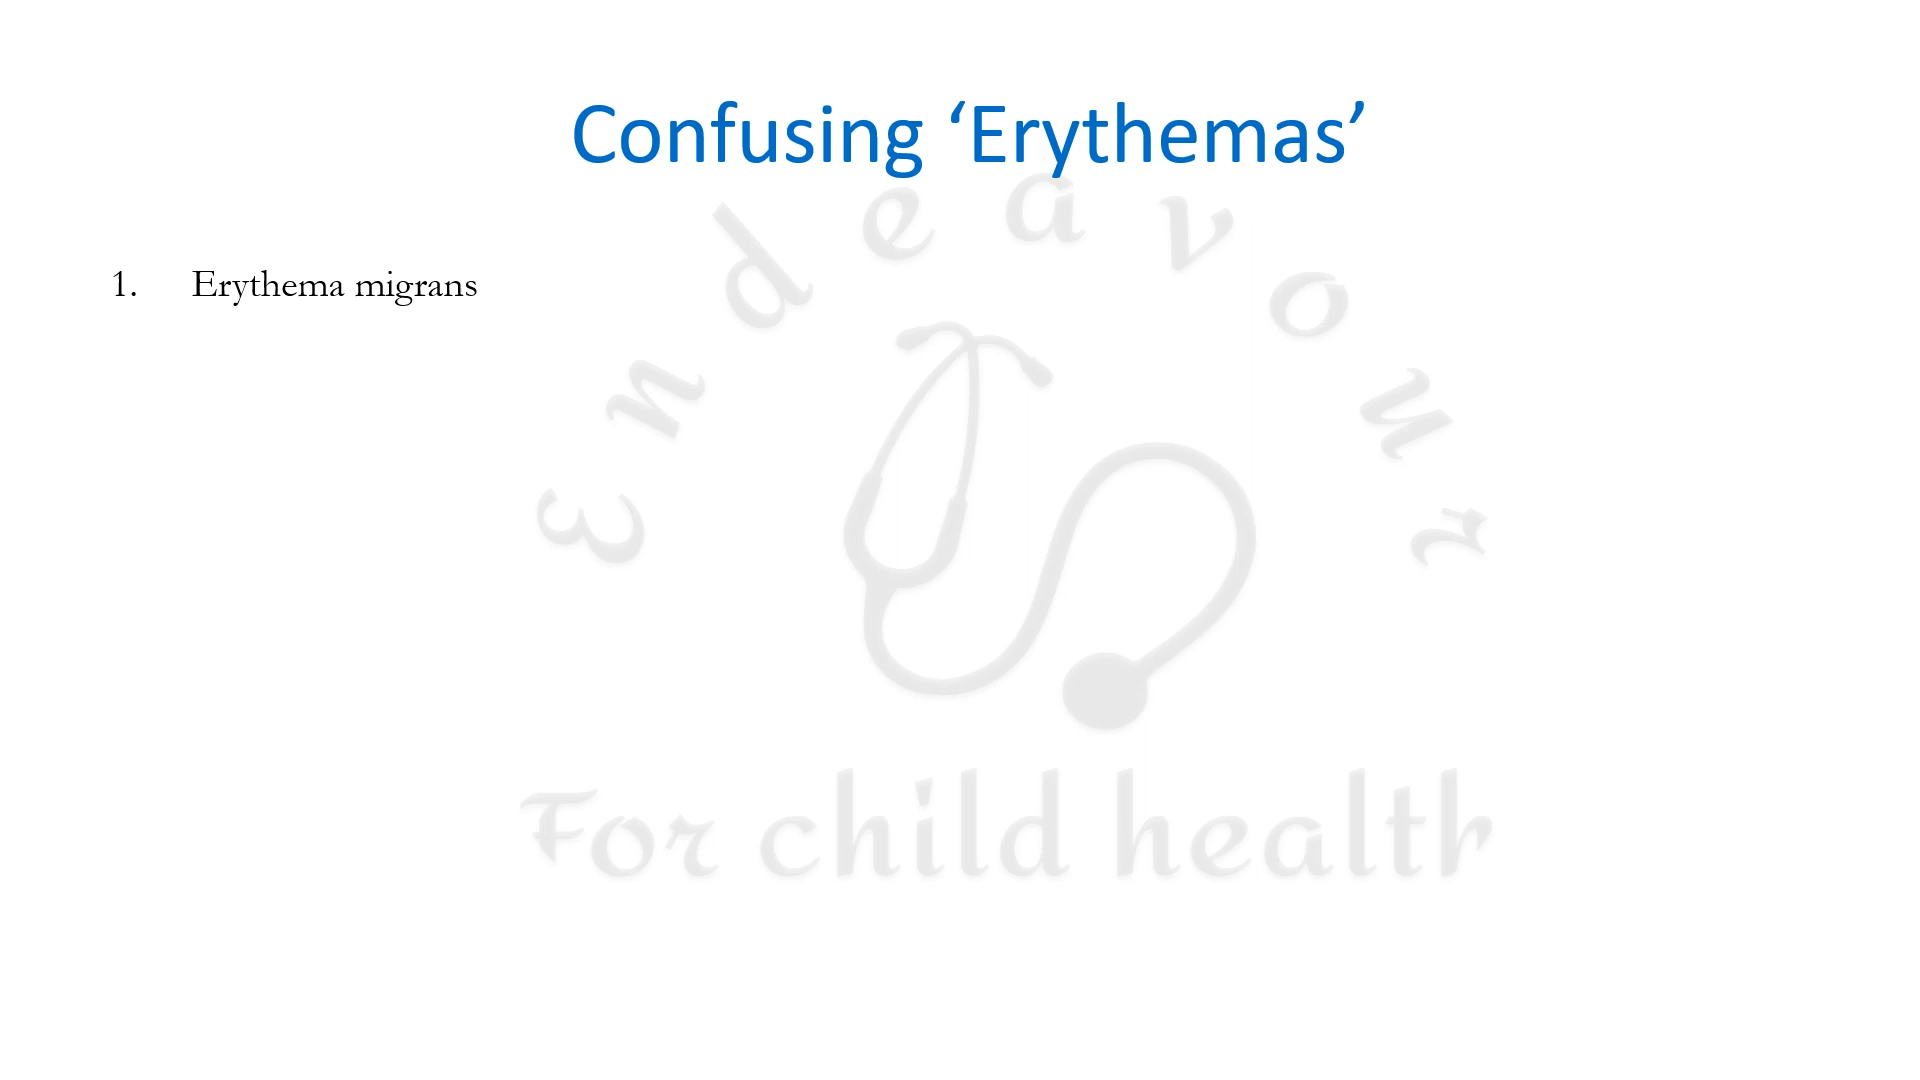 Confusing ‘Erythemas’
1. Erythema migrans
Endeavour
For child health